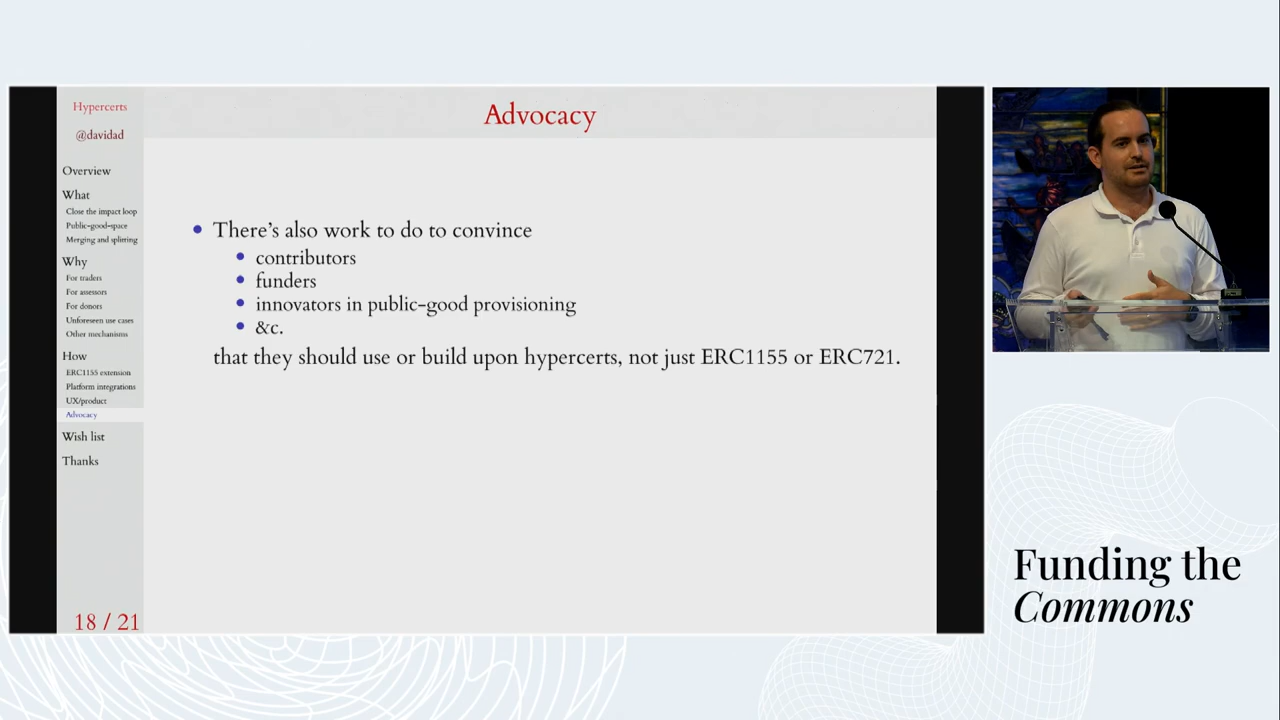 Hypercerts
@davidad
Overview
What
Close the impact loop
Public-good-space
Merging and splitting
Why
For traders
For assessors
For donors
Unforeseen use cases
Other mechanisms
How
ERC1155 extension
Platform integrations
UX/product
Advocacy
Wish list
Thanks
18 / 21
Advocacy
• There's also work to do to convince
• contributors
• funders
• innovators in public-good provisioning
• &c.
that they should use or build upon hypercerts, not just ERC1155 or ERC721.
Funding the
Commons